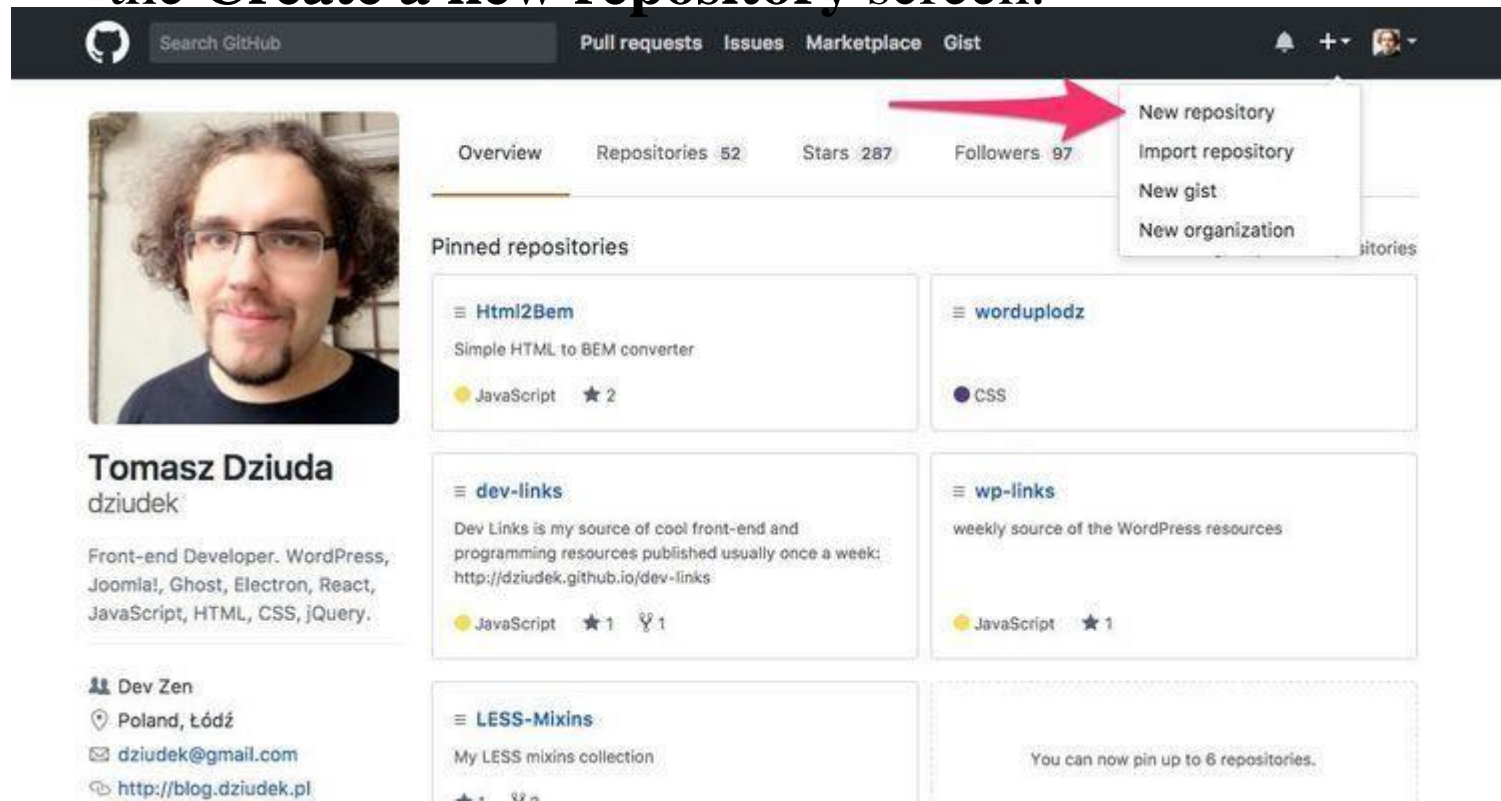 the Create a new repository screen.
Search GitHub Pull requests Issues Marketplace Gist
New repository
Import repository
New gist
New organization
Overview Repositories 52 Stars 287 Followers 97
Pinned repositories
Html2Bem
Simple HTML to BEM converter
JavaScript 2
worduplodz
CSS
Tomasz Dziuda
dziudek
Front-end Developer. WordPress,
Joomla!, Ghost, Electron, React,
JavaScript, HTML, CSS, jQuery.
Dev Zen
Poland, Łódź
dziudek@gmail.com
http://blog.dziudek.pl
dev-links
Dev Links is my source of cool front-end and
programming resources published usually once a week:
http://dziudek.github.io/dev-links
JavaScript 1 1
wp-links
weekly source of the WordPress resources
JavaScript 1
LESS-Mixins
My LESS mixins collection
You can now pin up to 6 repositories.